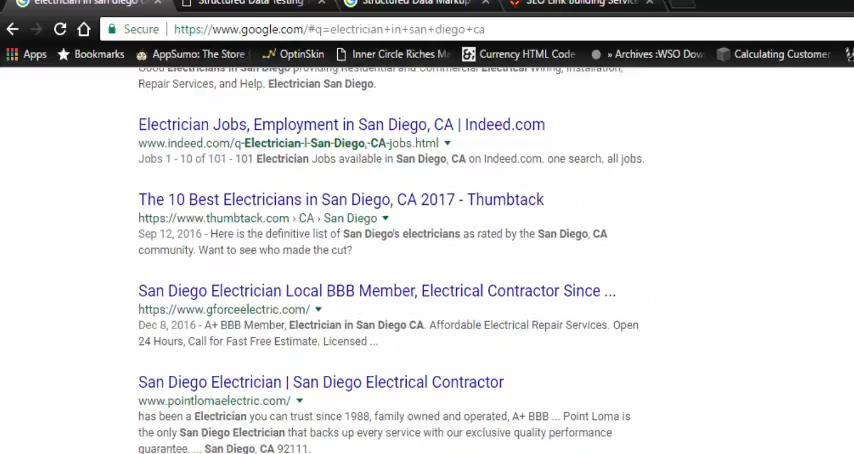 electrician in san diego
Structured Data Testing
Structured Data Markup
SEO Link Building Service
Secure | https://www.google.com/#q=electrician+in+san+diego+ca
Apps Bookmarks AppSumo: The Store OptinSkin Inner Circle Riches M Currency HTML Code » Archives :WSO Dow Calculating Customer
Good Electricians in San Diego providing Residential and Commercial Electrical Wiring, Installation,
Repair Services, and Help. Electrician San Diego.
Electrician Jobs, Employment in San Diego, CA | Indeed.com
www.indeed.com/q-Electrician-l-San-Diego,-CA-jobs.html
Jobs 1 - 10 of 101 - 101 Electrician Jobs available in San Diego, CA on Indeed.com. one search. all jobs.
The 10 Best Electricians in San Diego, CA 2017 - Thumbtack
https://www.thumbtack.com › CA › San Diego
Sep 12, 2016 - Here is the definitive list of San Diego's electricians as rated by the San Diego, CA
community. Want to see who made the cut?
San Diego Electrician Local BBB Member, Electrical Contractor Since ...
https://www.gforceelectric.com/
Dec 8, 2016 - A+ BBB Member, Electrician in San Diego CA. Affordable Electrical Repair Services. Open
24 Hours, Call for Fast Free Estimate. Licensed ...
San Diego Electrician | San Diego Electrical Contractor
www.pointlomaelectric.com/
has been a Electrician you can trust since 1988, family owned and operated, A+ BBB ... Point Loma is
the only San Diego Electrician that backs up every service with our exclusive quality performance
guarantee. ... San Diego, CA 92111.